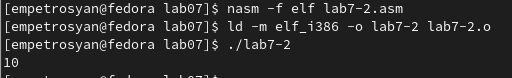 [empetrosyan@fedora lab07]$ nasm -f elf lab7-2.asm
[empetrosyan@fedora lab07]$ ld -m elf_i386 -o lab7-2 lab7-2.o
[empetrosyan@fedora lab07]$ ./lab7-2
10